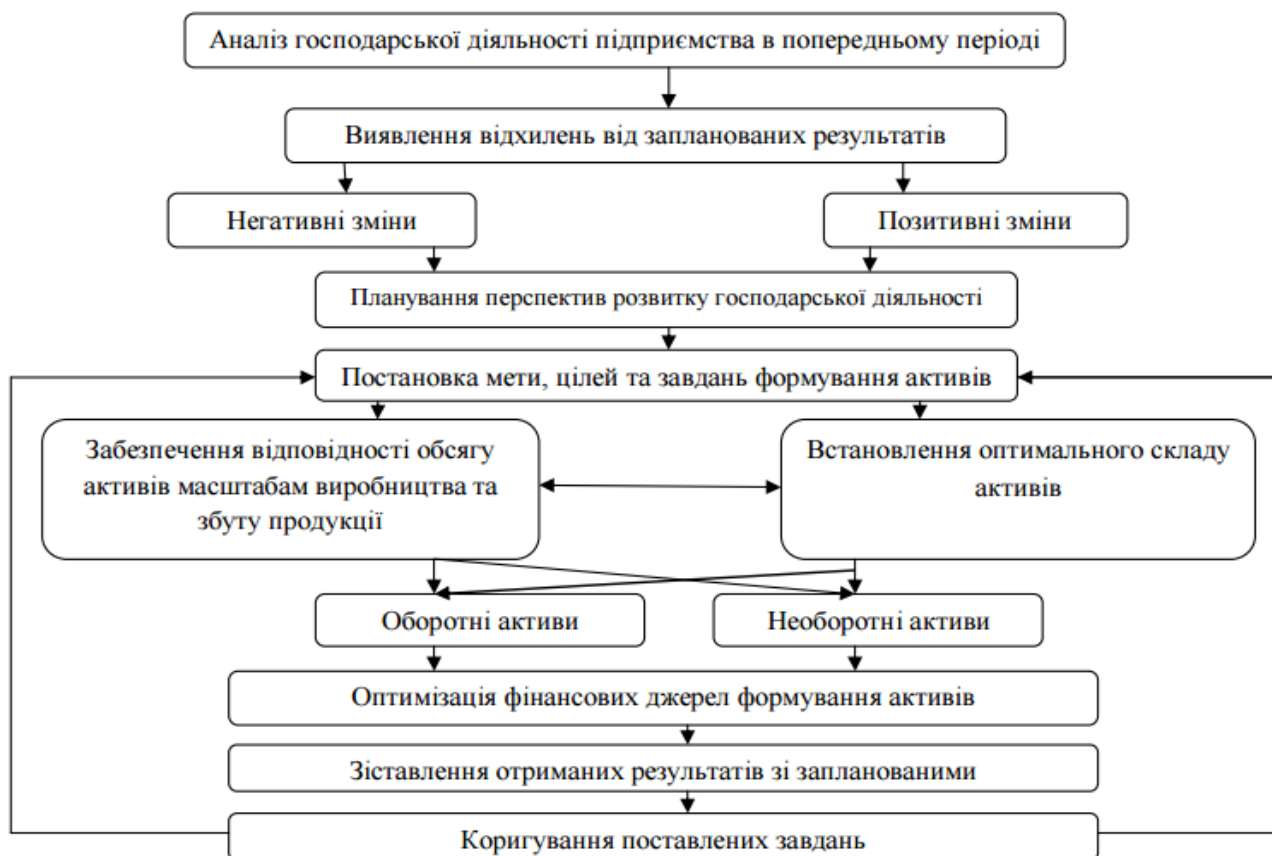 Аналіз господарської діяльності підприємства в попередньому періоді
Виявлення відхилень від запланованих результатів
Негативні зміни
Позитивні зміни
Планування перспектив розвитку господарської діяльності
Постановка мети, цілей та завдань формування активів
Забезпечення відповідності обсягу
активів масштабам виробництва та
збуту продукції
Встановлення оптимального складу
активів
Оборотні активи
Необоротні активи
Оптимізація фінансових джерел формування активів
Зіставлення отриманих результатів зі запланованими
Коригування поставлених завдань